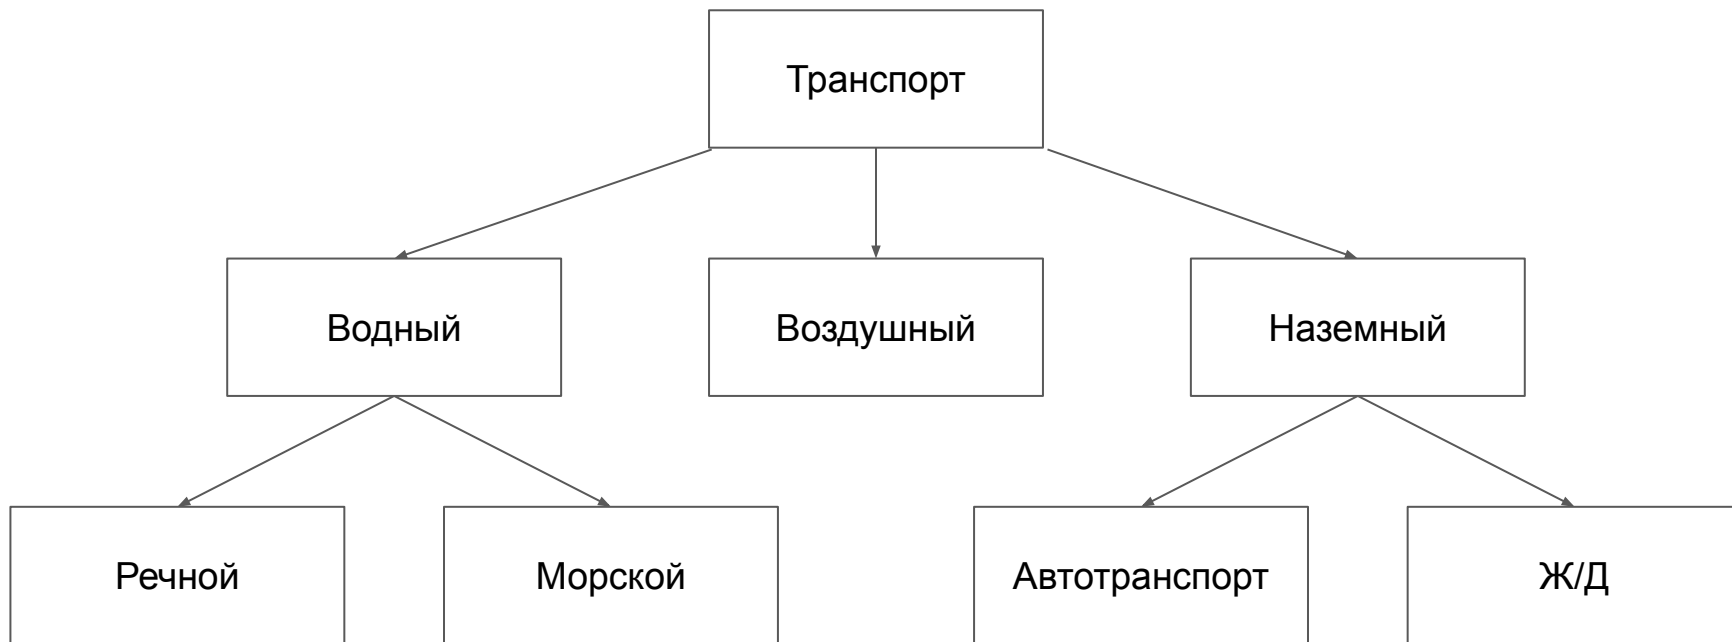 Транспорт
Водный
Воздушный
Наземный
Речной
Морской
Автотранспорт
Ж/Д